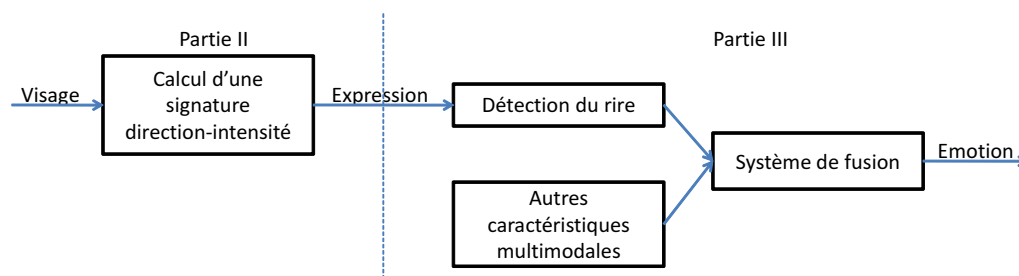 Partie II
Partie III
Visage
Calcul d’une
signature
direction-intensité
Expression
Détection du rire
Autres
caractéristiques
multimodales
Système de fusion
Emotion